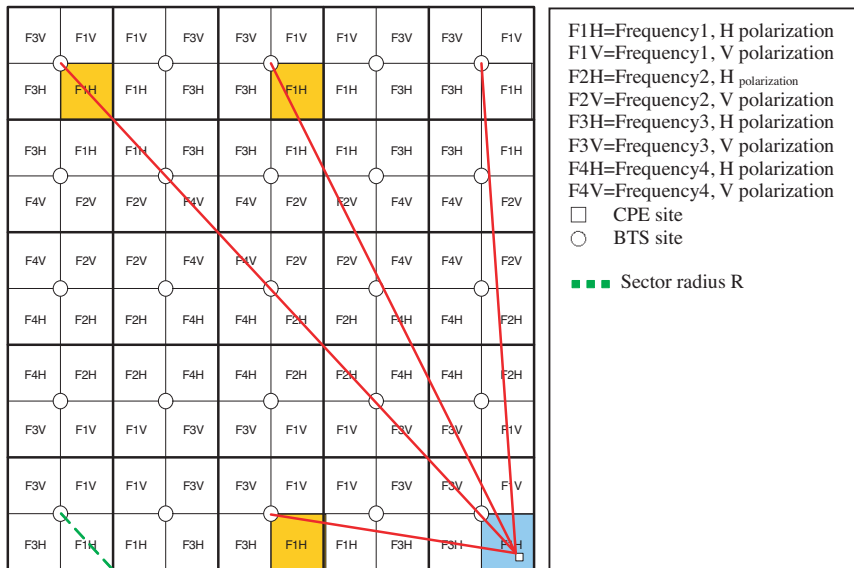 F3V F1V F1V F3V F3V F1V F1V F3V F3V F1V
F3H F1H F1H F3H F3H F1H F1H F3H F3H F1H
F3H F1H F1H F3H F3H F1H F1H F3H F3H F1H
F4V F2V F2V F4V F4V F2V F2V F4V F4V F2V
F4V F2V F2V F4V F4V F2V F2V F4V F4V F2V
F4H F2H F2H F4H F4H F2H F2H F4H F4H F2H
F4H F2H F2H F4H F4H F2H F2H F4H F4H F2H
F3V F1V F1V F3V F3V F1V F1V F3V F3V F1V
F3V F1V F1V F3V F3V F1V F1V F3V F3V F1V
F3H F1H F1H F3H F3H F1H F1H F3H F3H F1H
F1H=Frequency1, H polarization
F1V=Frequency1, V polarization
F2H=Frequency2, H polarization
F2V=Frequency2, V polarization
F3H=Frequency3, H polarization
F3V=Frequency3, V polarization
F4H=Frequency4, H polarization
F4V=Frequency4, V polarization
CPE site
BTS site
Sector radius R